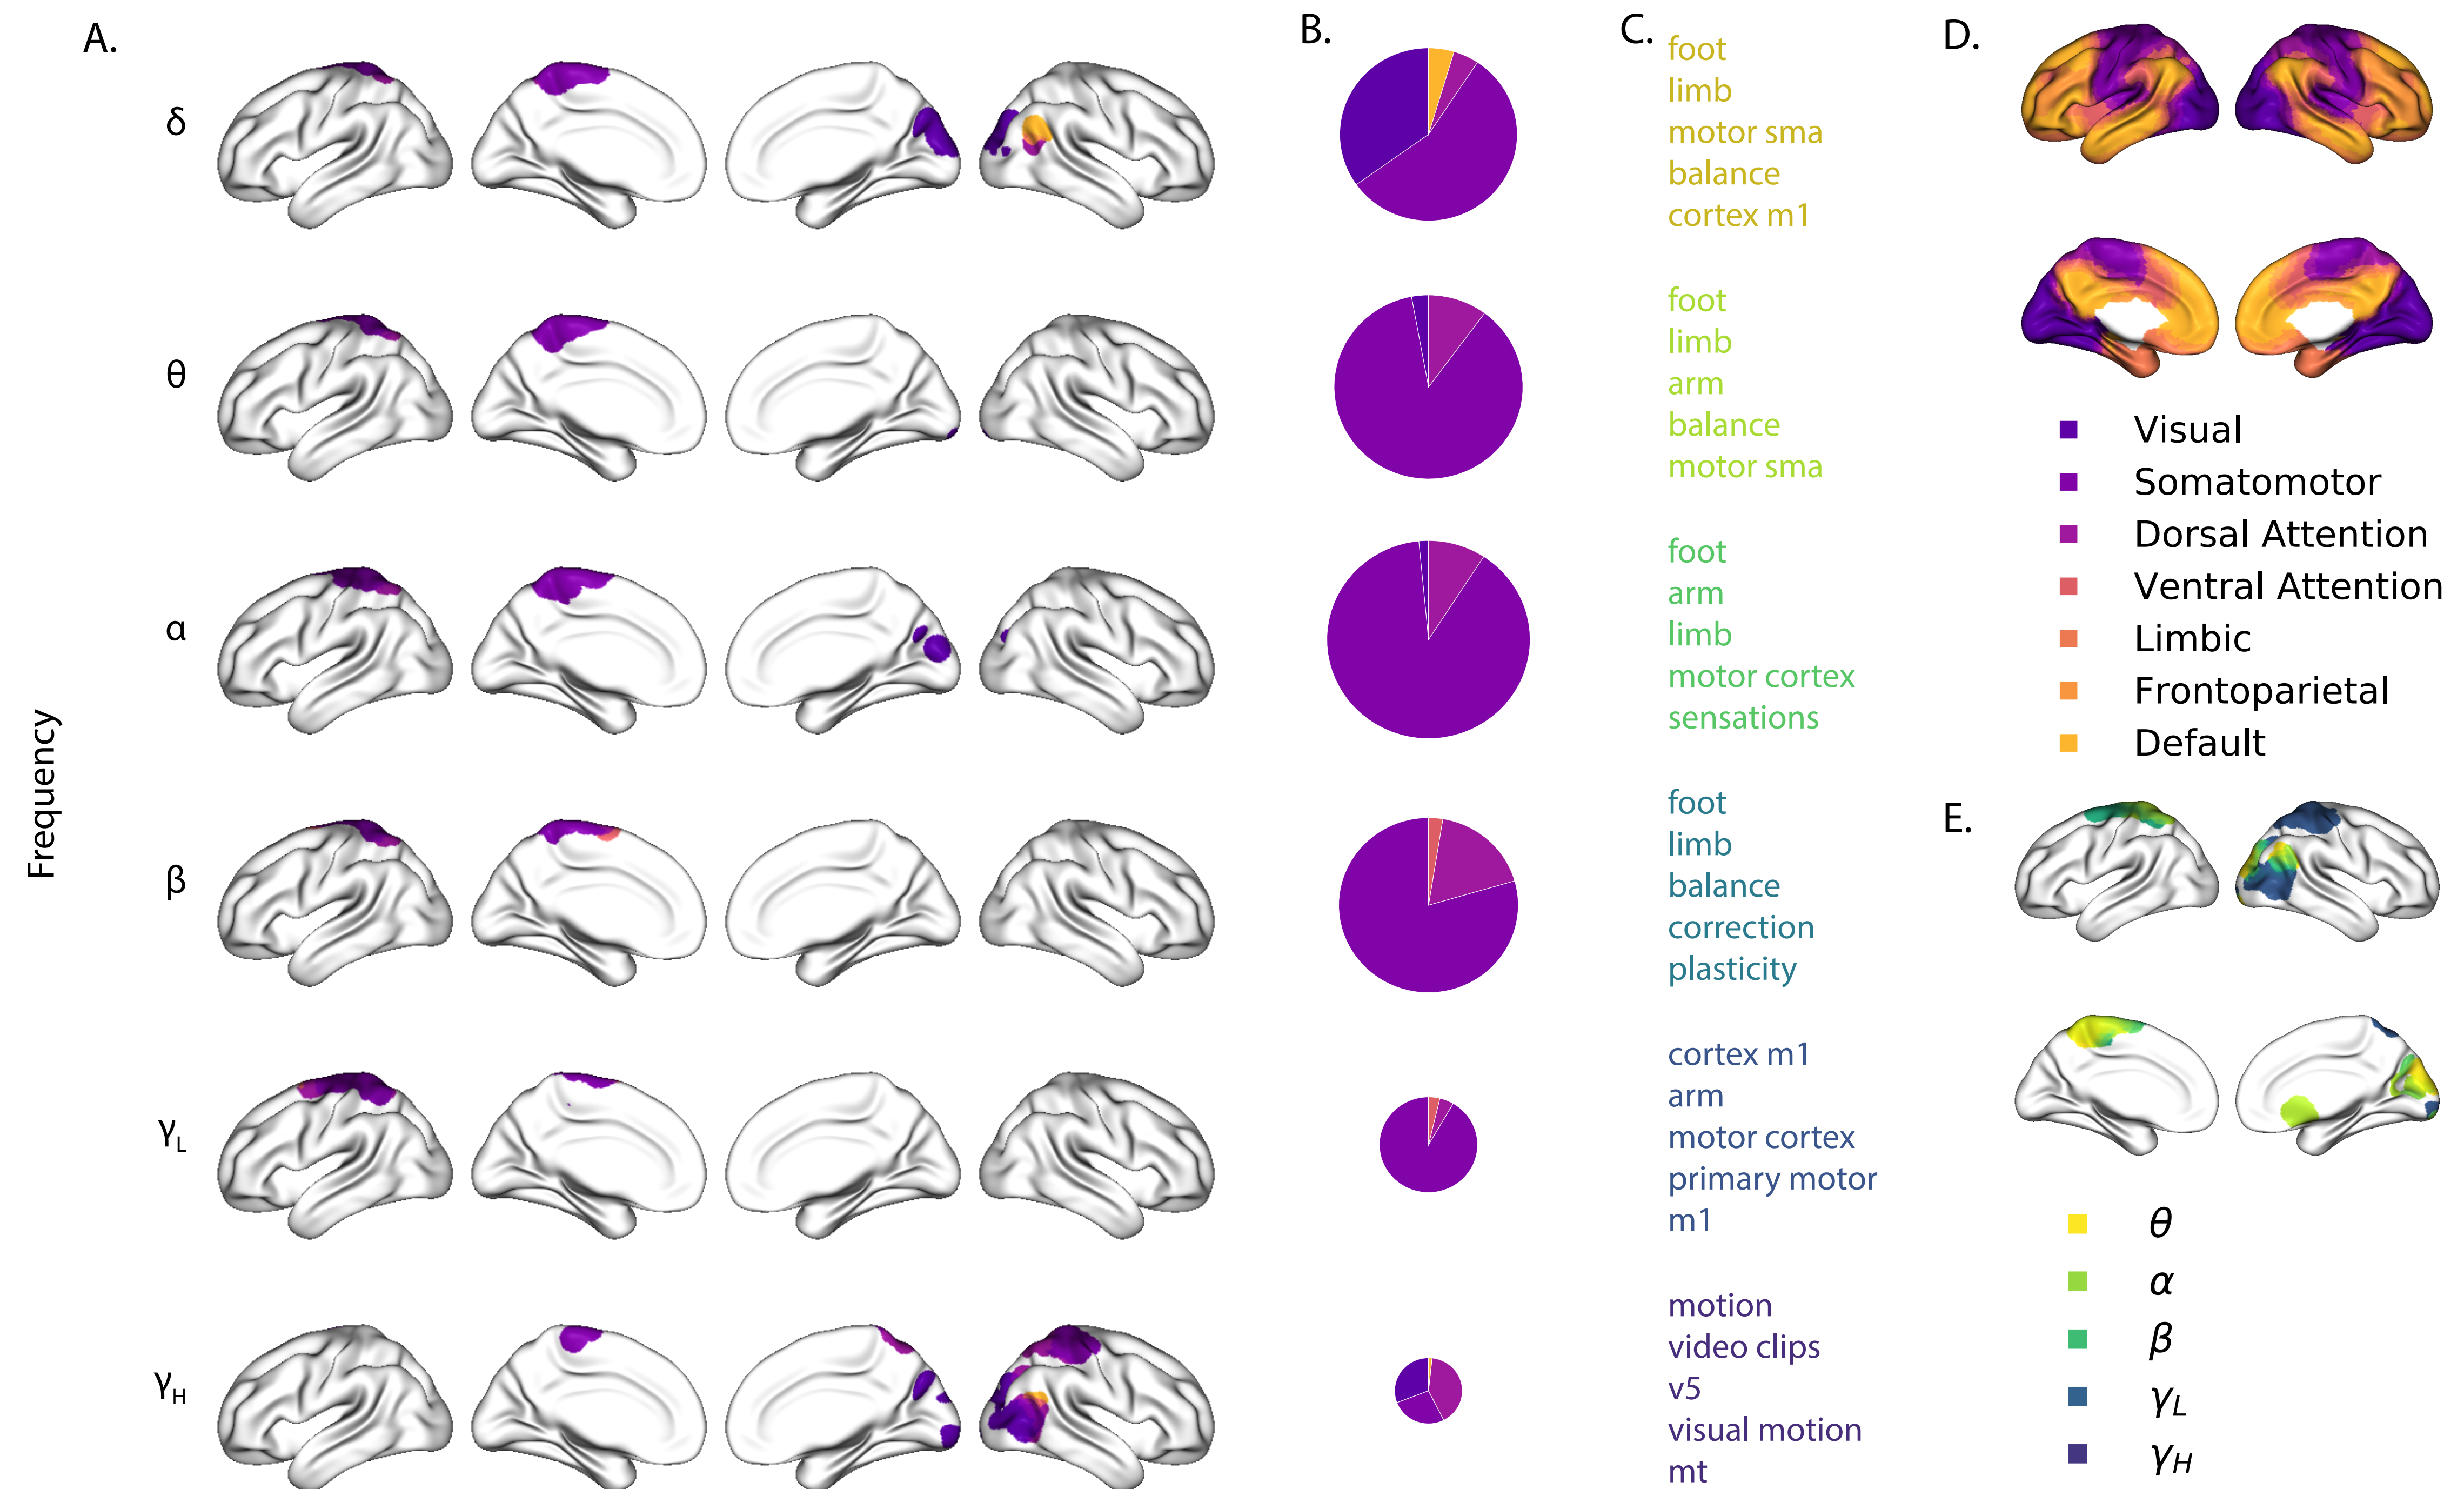 A.
B.
C.
D.
E.
Frequency
δ
θ
α
β
γL
γH
foot
limb
motor sma
balance
cortex m1
foot
limb
arm
balance
motor sma
foot
arm
limb
motor cortex
sensations
foot
limb
balance
correction
plasticity
cortex m1
arm
motor cortex
primary motor
m1
motion
video clips
v5
visual motion
mt
Visual
Somatomotor
Dorsal Attention
Ventral Attention
Limbic
Frontoparietal
Default
θ
α
β
γL
γH